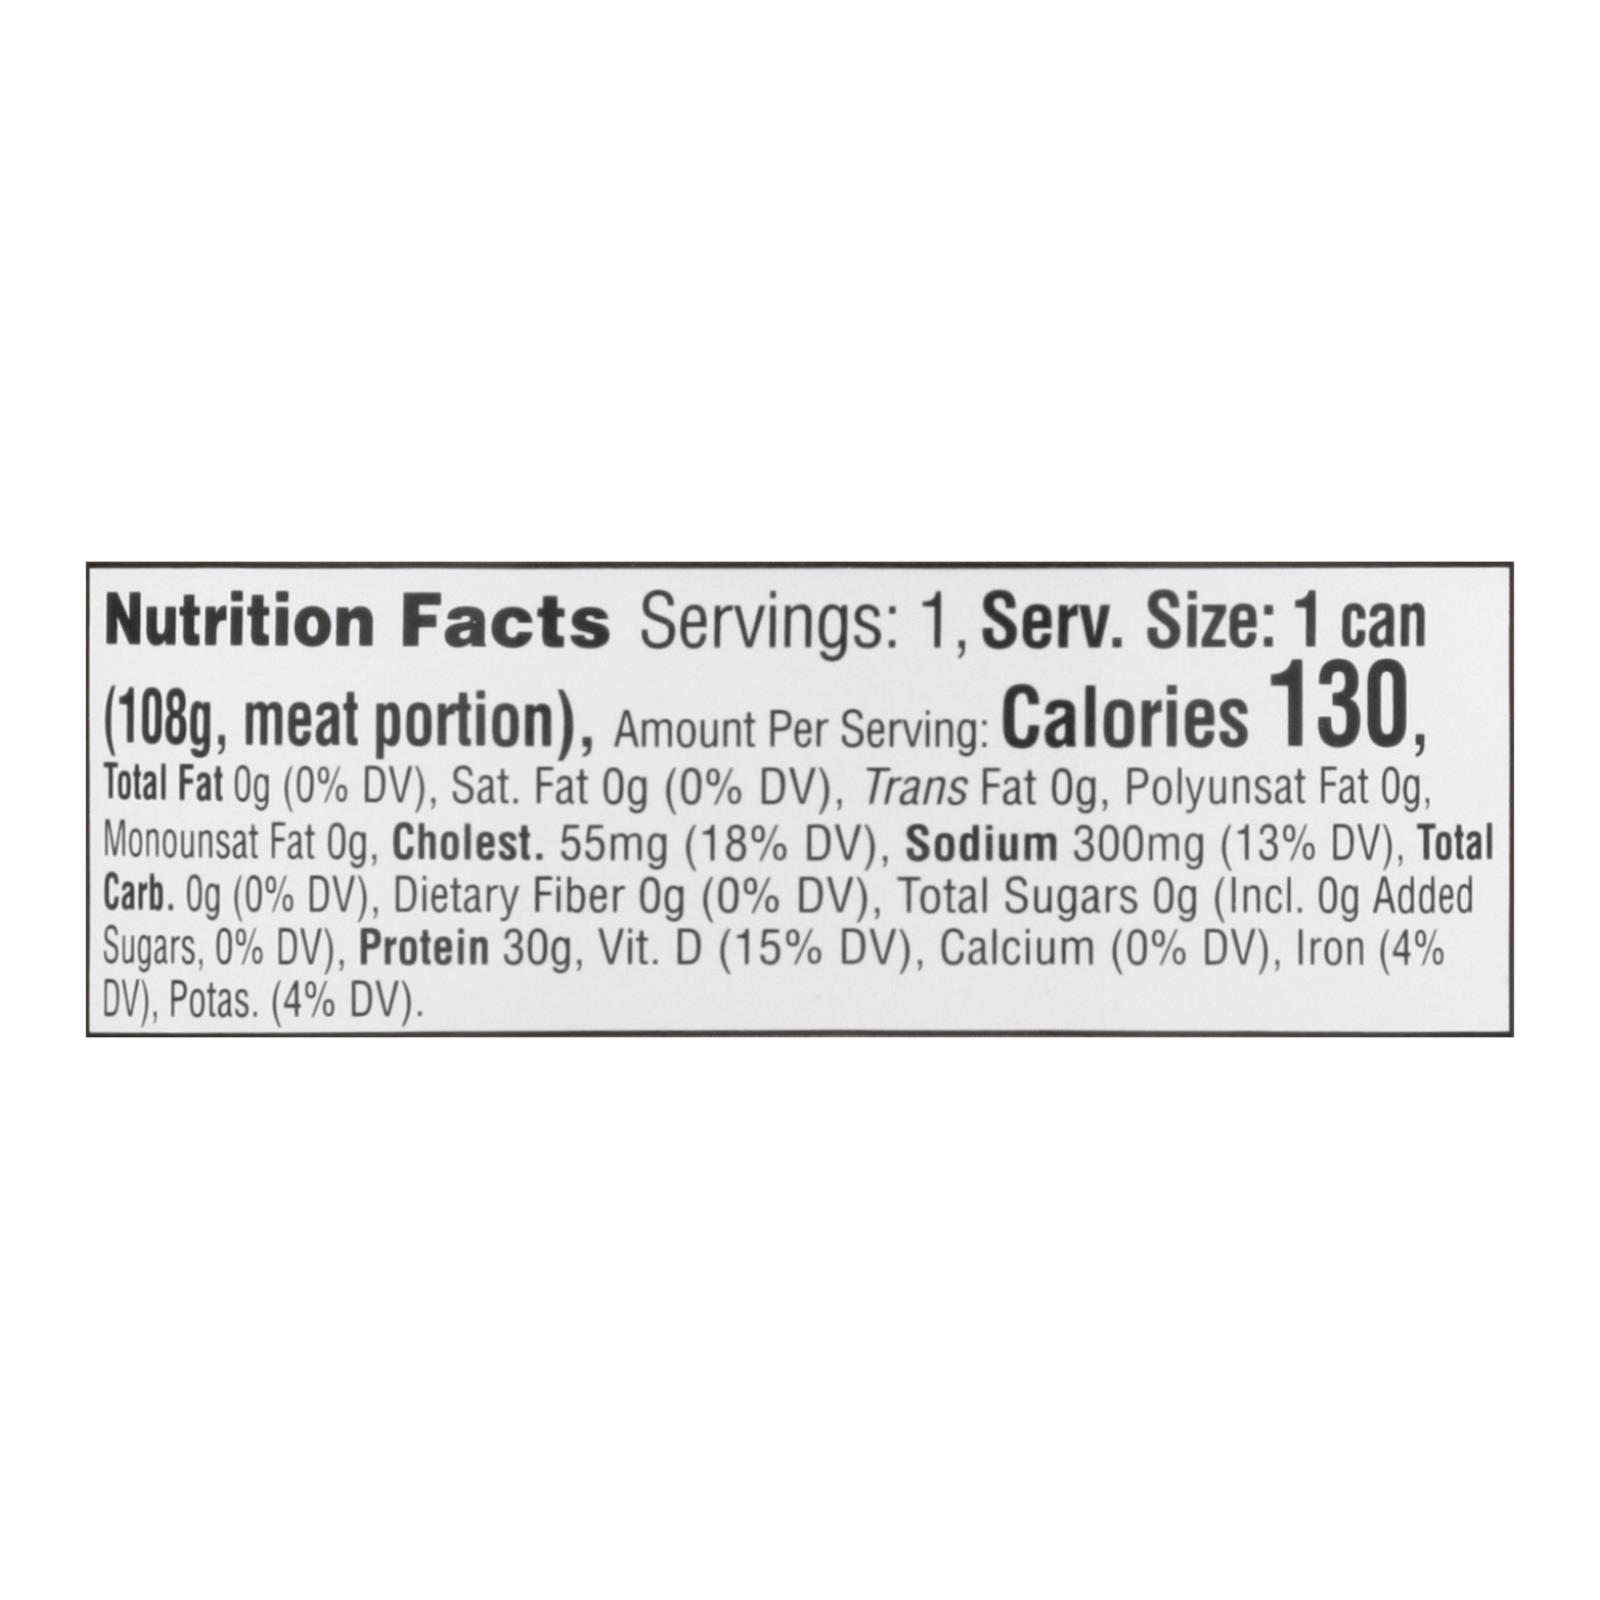 Nutrition Facts Servings: 1, Serv. Size: 1 can
(108g, meat portion), Amount Per Serving: Calories 130,
Total Fat 0g (0% DV), Sat. Fat 0g (0% DV), Trans Fat 0g, Polyunsat Fat 0g,
Monounsat Fat 0g, Cholest. 55mg (18% DV), Sodium 300mg (13% DV), Total
Carb. 0g (0% DV), Dietary Fiber 0g (0% DV), Total Sugars 0g (Incl. 0g Added
Sugars, 0% DV), Protein 30g, Vit. D (15% DV), Calcium (0% DV), Iron (4%
DV), Potas. (4% DV).